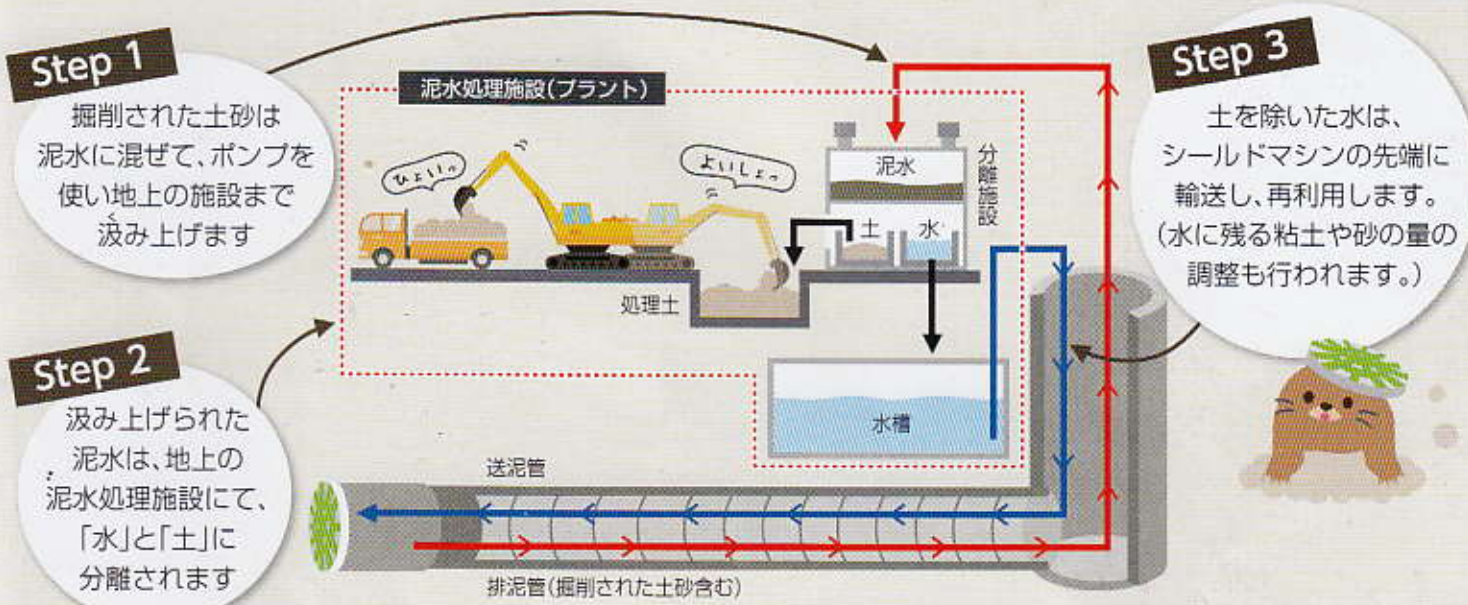 Step 1
掘削された土砂は
泥水に混ぜて、ポンプを
使い地上の施設まで
汲み上げます
Step 2
汲み上げられた
泥水は、地上の
泥水処理施設にて、
「水」と「土」に
分離されます
泥水処理施設(プラント)
ひょいっ
よいしょっ
泥水
土
水
分離施設
処理土
水槽
送泥管
排泥管(掘削された土砂含む)
Step 3
土を除いた水は、
シールドマシンの先端に
輸送し、再利用します。
(水に残る粘土や砂の量の
調整も行われます。)